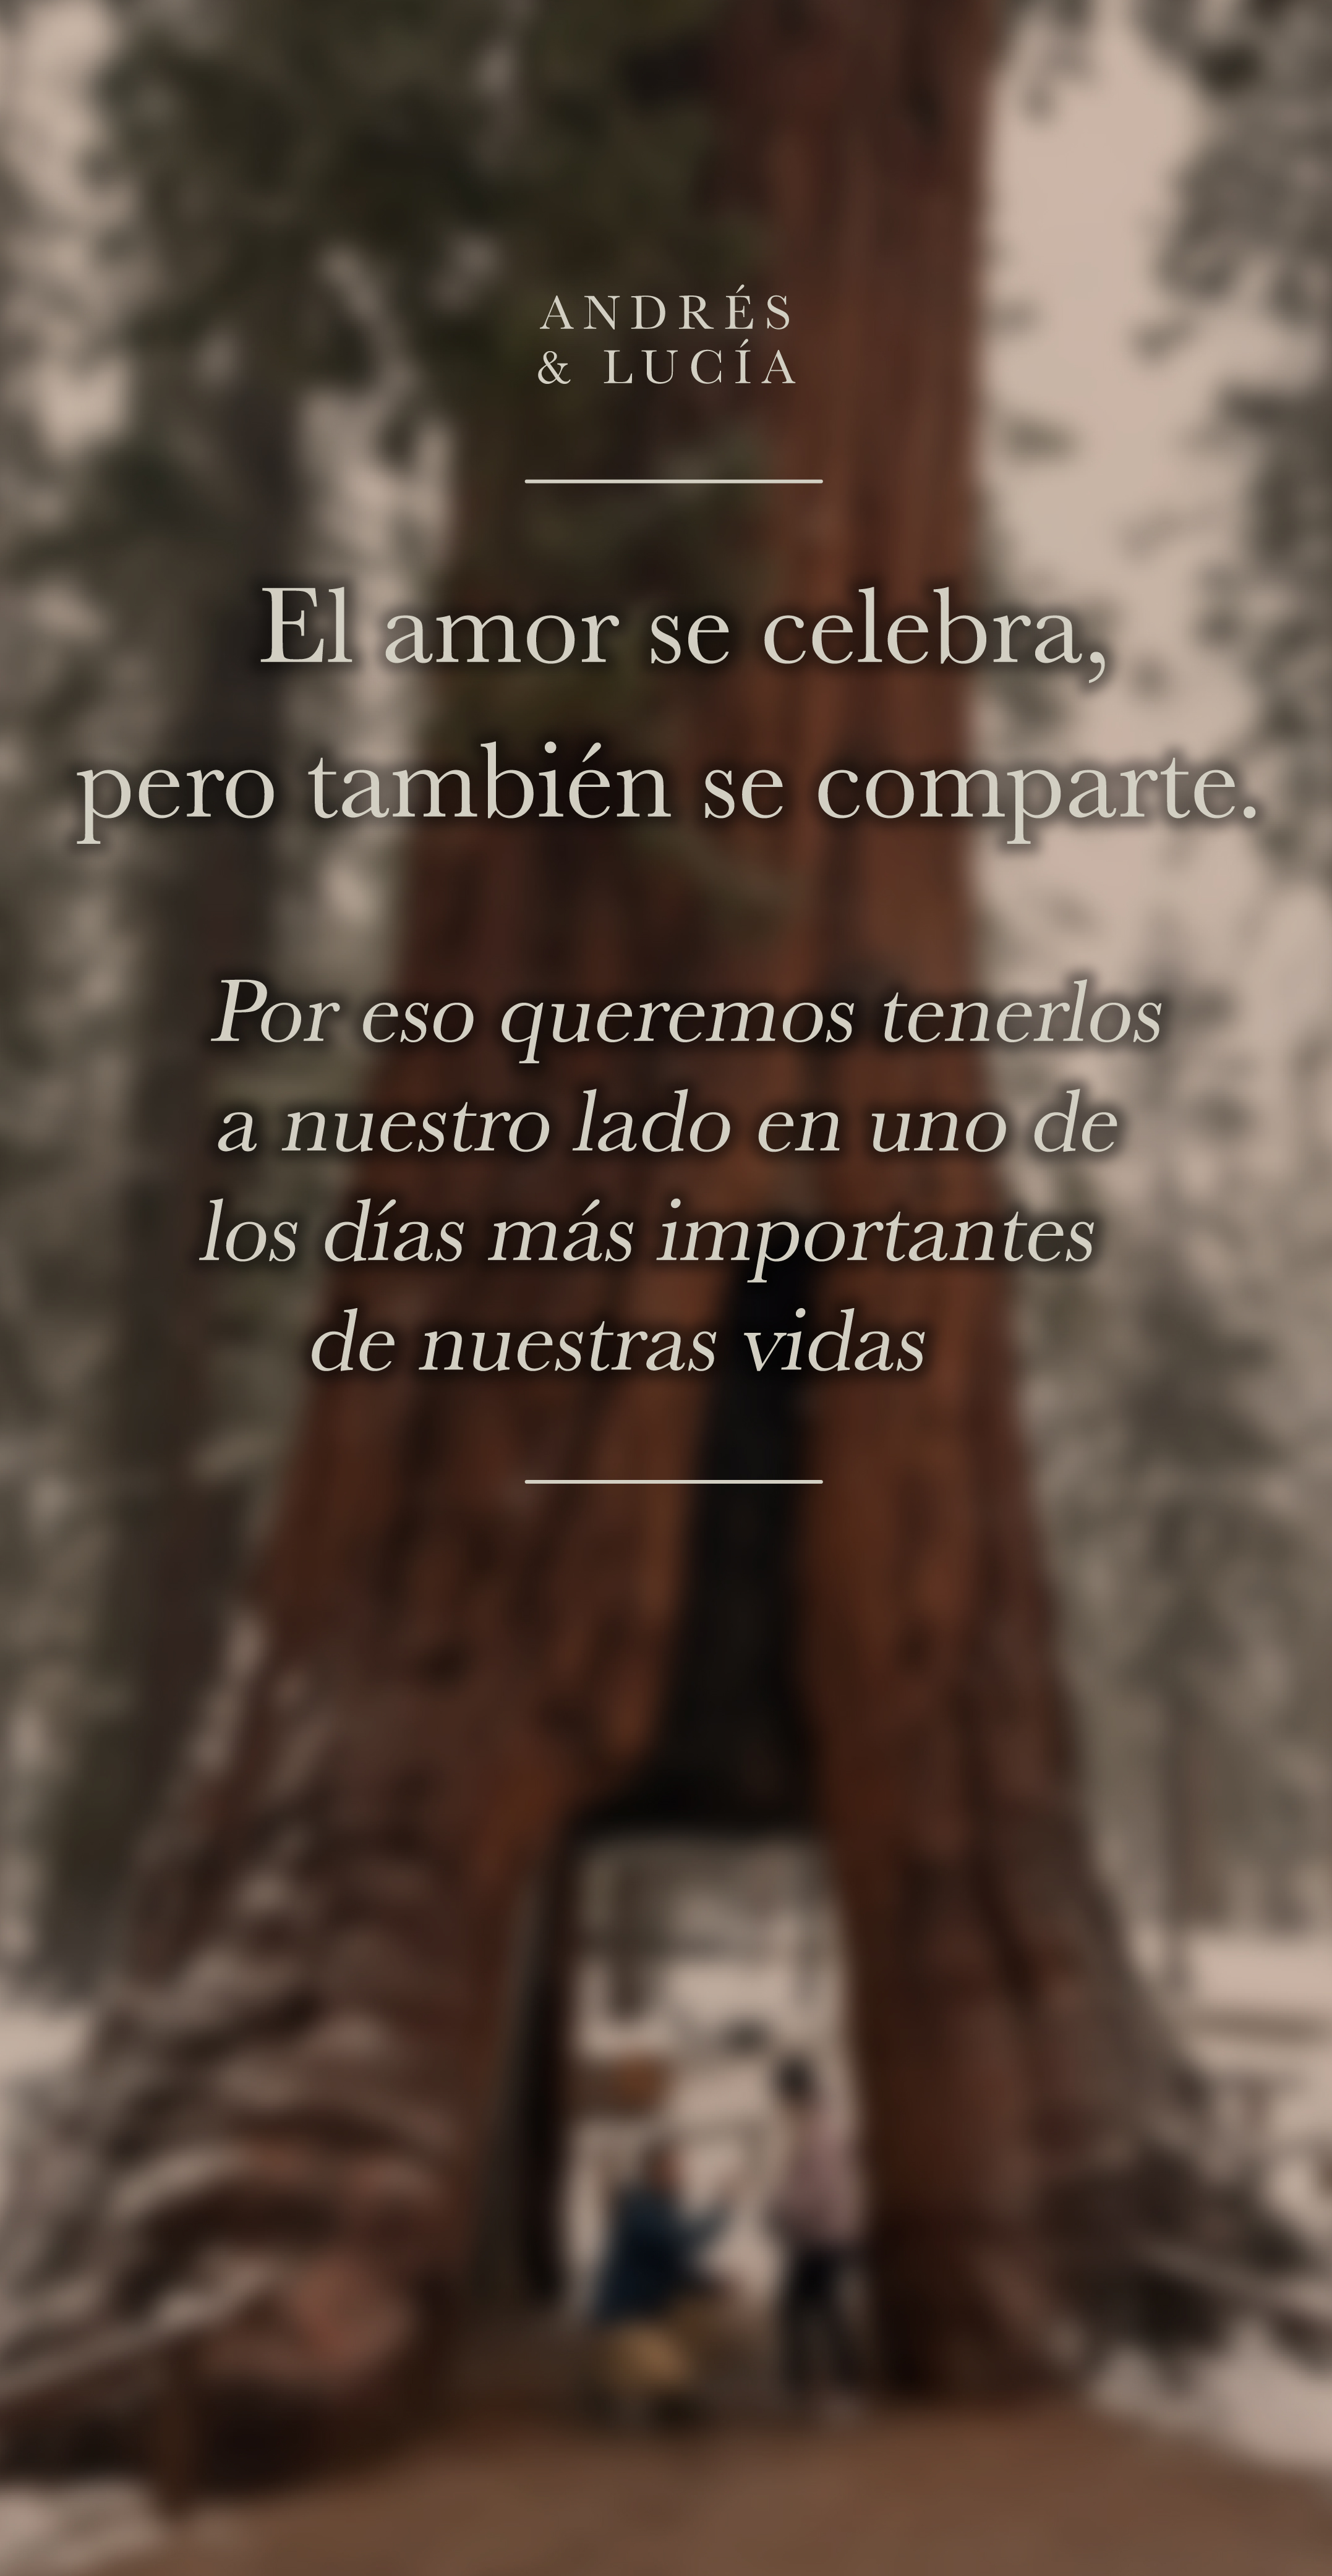 ANDRÉS
& LUCÍA
El amor se celebra,
pero también se comparte.
Por eso queremos tenerlos
a nuestro lado en uno de
los días más importantes
de nuestras vidas